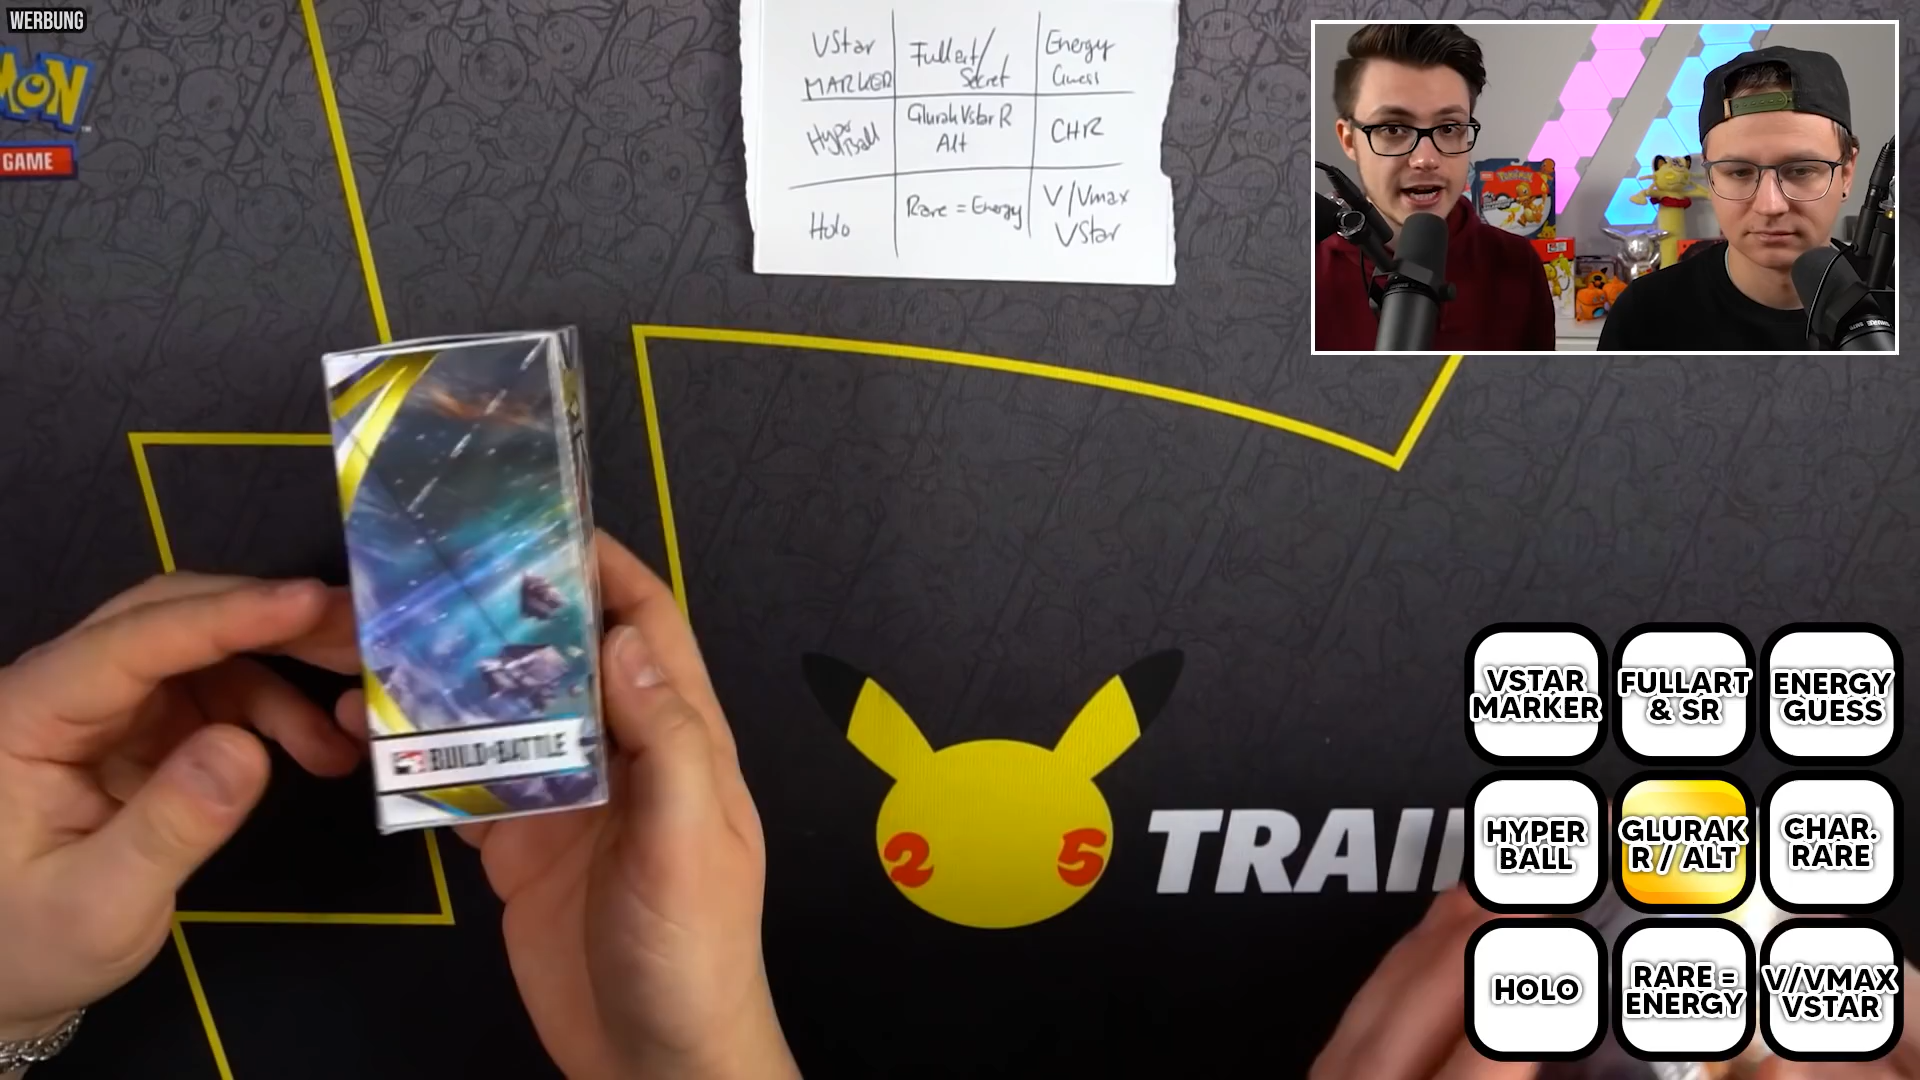 WERBUNG
MON
GAME
VStar
MARKER
Fullart/
Secret
Energy
Guess
Hyper
Ball
Glurak Vstar R
Alt
CHR
Holo
Rare = Energy
V/Vmax
VStar
BUILD & BATTLE
25
TRAI
VSTAR
MARKER
FULLART
& SR
ENERGY
GUESS
HYPER
BALL
GLURAK
R / ALT
CHAR.
RARE
HOLO
RARE =
ENERGY
V/VMAX
VSTAR